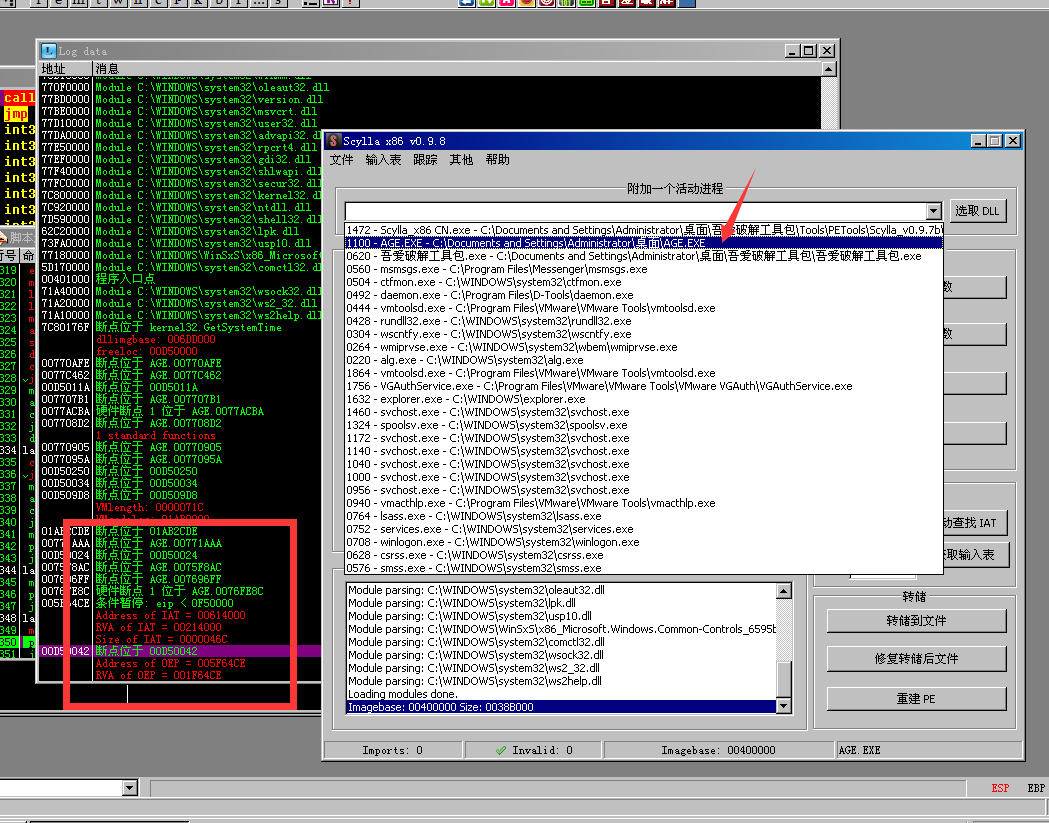 Log data
地址 消息
770F0000 Module C:\WINDOWS\system32\oleaut32.dll
77BD0000 Module C:\WINDOWS\system32\version.dll
77BE0000 Module C:\WINDOWS\system32\msvcrt.dll
77D10000 Module C:\WINDOWS\system32\user32.dll
77DA0000 Module C:\WINDOWS\system32\advapi32.dl
77E50000 Module C:\WINDOWS\system32\rpcrt4.dll
77EF0000 Module C:\WINDOWS\system32\gdi32.dll
77F40000 Module C:\WINDOWS\system32\shlwapi.dll
77FC0000 Module C:\WINDOWS\system32\secur32.dll
7C800000 Module C:\WINDOWS\system32\kernel32.dl
7C920000 Module C:\WINDOWS\system32\ntdll.dll
7D590000 Module C:\WINDOWS\system32\shell32.dll
62C20000 Module C:\WINDOWS\system32\lpk.dll
73FA0000 Module C:\WINDOWS\system32\usp10.dll
77180000 Module C:\WINDOWS\WinSxS\x86_Microsoft
5D170000 Module C:\WINDOWS\system32\comctl32.dl
00401000 程序入口点
71A40000 Module C:\WINDOWS\system32\wsock32.dll
71A20000 Module C:\WINDOWS\system32\ws2_32.dll
71A10000 Module C:\WINDOWS\system32\ws2help.dll
7C80176F 断点位于 kernel32.GetSystemTime
dllimgbase: 006DD0000
freeloc: 00D50000
00770AFE 断点位于 AGE.00770AFE
0077C462 断点位于 AGE.0077C462
00D5011A 断点位于 00D5011A
007707B1 断点位于 AGE.007707B1
0077ACBA 硬件断点 1 位于 AGE.0077ACBA
007708D2 断点位于 AGE.007708D2
1 standard functions
00770905 断点位于 AGE.00770905
0077095A 断点位于 AGE.0077095A
00D50250 断点位于 00D50250
00D50034 断点位于 00D50034
00D509D8 断点位于 00D509D8
VMlength: 0000071C
01AB2CDE 断点位于 01AB2CDE
00771AAA 断点位于 00771AAA
00D50024 断点位于 00D50024
0075F8AC 断点位于 AGE.0075F8AC
007696FF 断点位于 AGE.007696FF
0076FE8C 硬件断点 1 位于 AGE.0076FE8C
005F64CE 条件暂停: eip < 0F50000
Address of IAT = 00614000
RVA of IAT = 00214000
Size of IAT = 0000046C
00D50042 断点位于 00D50042
Address of OEP = 005F64CE
RVA of OEP = 001F64CE
call
jmp
int3
int3
int3
int3
int3
int3
脚本
Scylla x86 v0.9.8
文件 输入表 跟踪 其他 帮助
附加一个活动进程
选取 DLL
1472 - Scylla_x86 CN.exe - C:\Documents and Settings\Administrator\桌面\吾爱破解工具包\Tools\PETools\Scylla_v0.9.7b\
1100 - AGE.EXE - C:\Documents and Settings\Administrator\桌面\AGE.EXE
0620 - 吾爱破解工具包.exe - C:\Documents and Settings\Administrator\桌面\吾爱破解工具包\吾爱破解工具包.exe
0560 - msmsgs.exe - C:\Program Files\Messenger\msmsgs.exe
0504 - ctfmon.exe - C:\WINDOWS\system32\ctfmon.exe
0492 - daemon.exe - C:\Program Files\D-Tools\daemon.exe
0444 - vmtoolsd.exe - C:\Program Files\VMware\VMware Tools\vmtoolsd.exe
0428 - rundll32.exe - C:\WINDOWS\system32\rundll32.exe
0304 - wscntfy.exe - C:\WINDOWS\system32\wscntfy.exe
0264 - wmiprvse.exe - C:\WINDOWS\system32\wbem\wmiprvse.exe
0220 - alg.exe - C:\WINDOWS\system32\alg.exe
1864 - vmtoolsd.exe - C:\Program Files\VMware\VMware Tools\vmtoolsd.exe
1756 - VGAuthService.exe - C:\Program Files\VMware\VMware Tools\VMware VGAuth\VGAuthService.exe
1632 - explorer.exe - C:\WINDOWS\explorer.exe
1460 - svchost.exe - C:\WINDOWS\system32\svchost.exe
1324 - spoolsv.exe - C:\WINDOWS\system32\spoolsv.exe
1172 - svchost.exe - C:\WINDOWS\system32\svchost.exe
1140 - svchost.exe - C:\WINDOWS\system32\svchost.exe
1040 - svchost.exe - C:\WINDOWS\system32\svchost.exe
1000 - svchost.exe - C:\WINDOWS\system32\svchost.exe
0956 - svchost.exe - C:\WINDOWS\system32\svchost.exe
0940 - vmacthlp.exe - C:\Program Files\VMware\VMware Tools\vmacthlp.exe
0764 - lsass.exe - C:\WINDOWS\system32\lsass.exe
0752 - services.exe - C:\WINDOWS\system32\services.exe
0708 - winlogon.exe - C:\WINDOWS\system32\winlogon.exe
0628 - csrss.exe - C:\WINDOWS\system32\csrss.exe
0576 - smss.exe - C:\WINDOWS\system32\smss.exe
数
数
动查找 IAT
取输入表
Module parsing: C:\WINDOWS\system32\oleaut32.dll
Module parsing: C:\WINDOWS\system32\lpk.dll
Module parsing: C:\WINDOWS\system32\usp10.dll
Module parsing: C:\WINDOWS\WinSxS\x86_Microsoft.Windows.Common-Controls_6595b
Module parsing: C:\WINDOWS\system32\comctl32.dll
Module parsing: C:\WINDOWS\system32\wsock32.dll
Module parsing: C:\WINDOWS\system32\ws2_32.dll
Module parsing: C:\WINDOWS\system32\ws2help.dll
Loading modules done.
Imagebase: 00400000 Size: 0038B000
转储
转储到文件
修复转储后文件
重建 PE
Imports: 0
Invalid: 0
Imagebase: 00400000
AGE.EXE
ESP EBP